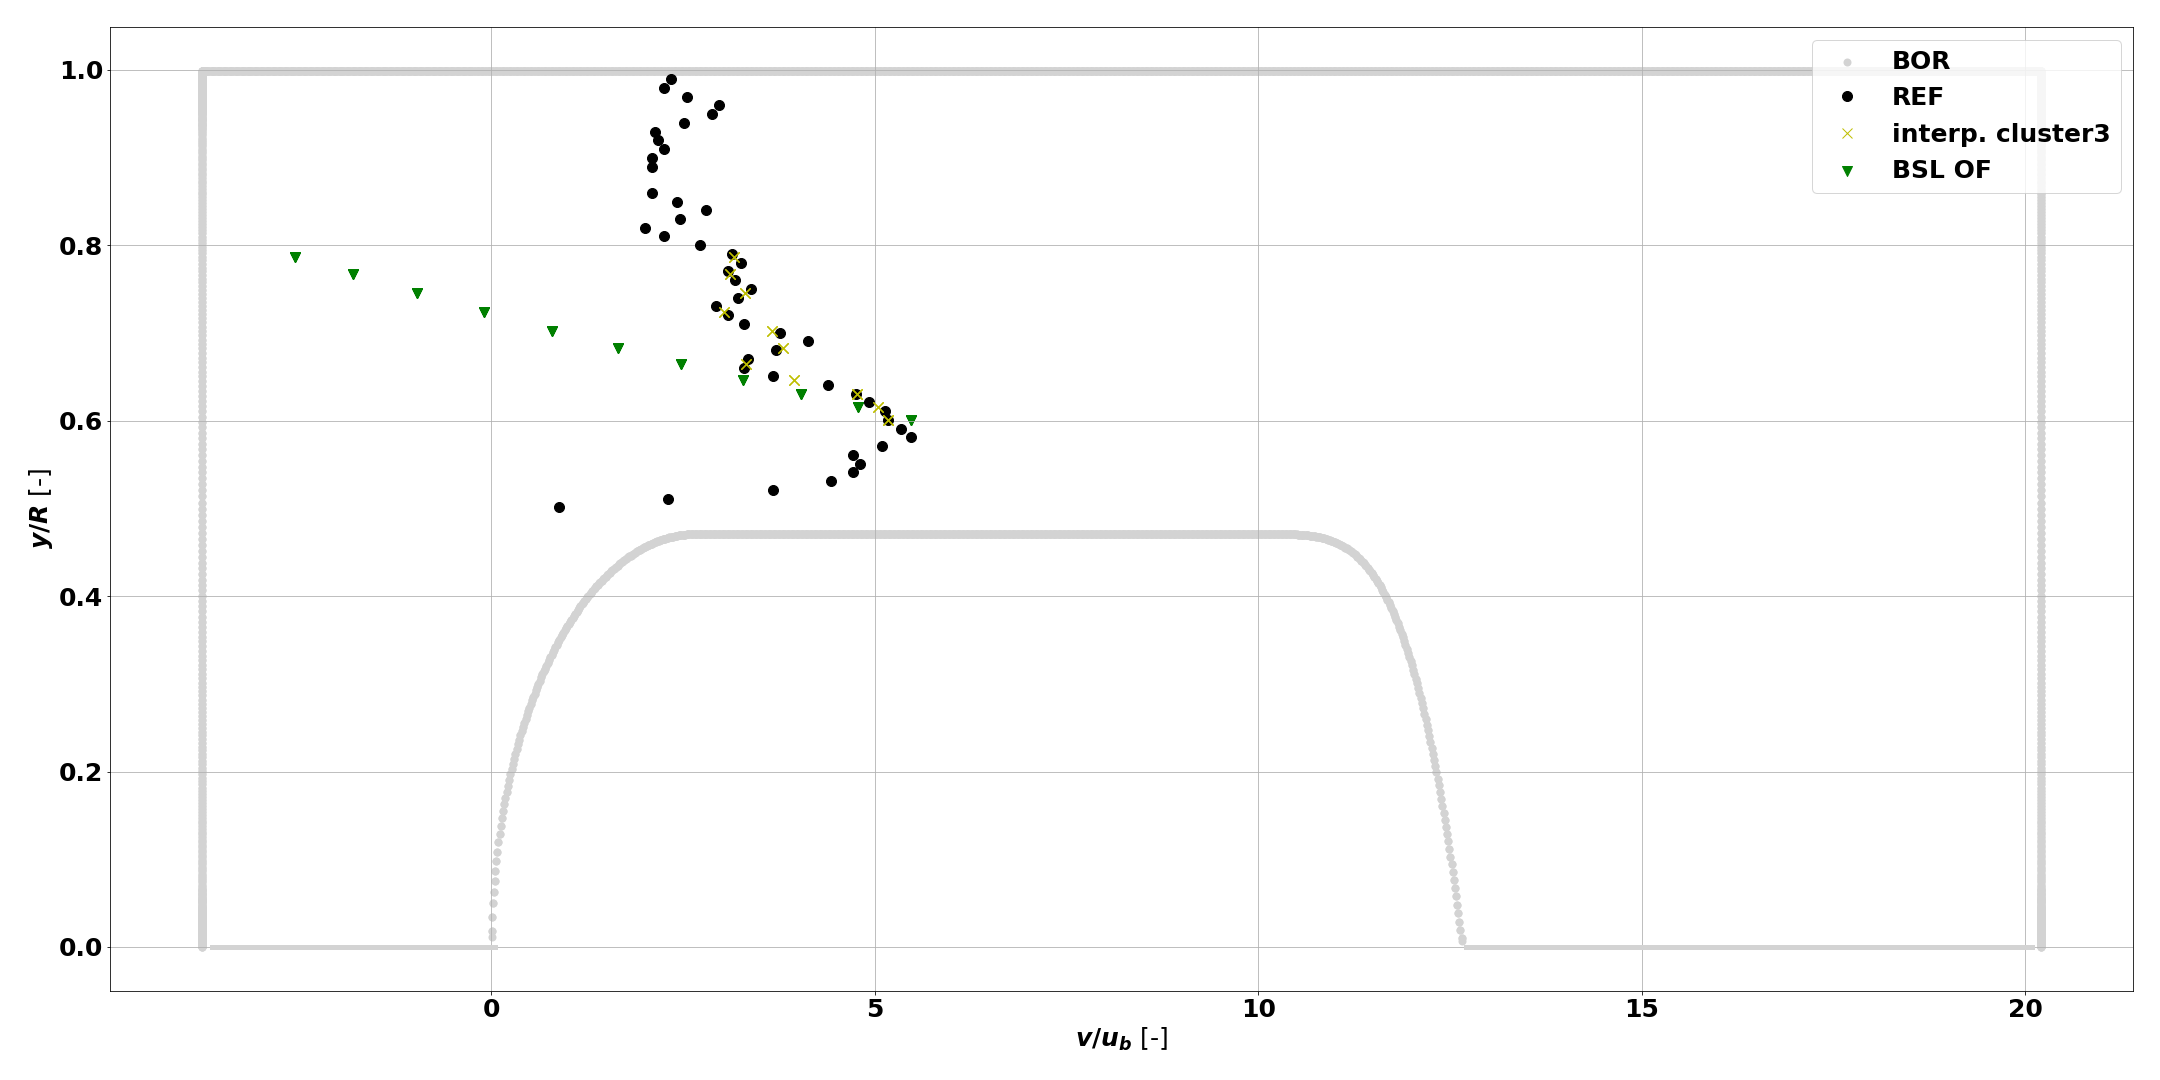 BOR
REF
interp. cluster3
BSL OF
1.0
0.8
0.6
0.4
0.2
0.0
y/R [-]
0 5 10 15 20
v/u_b [-]